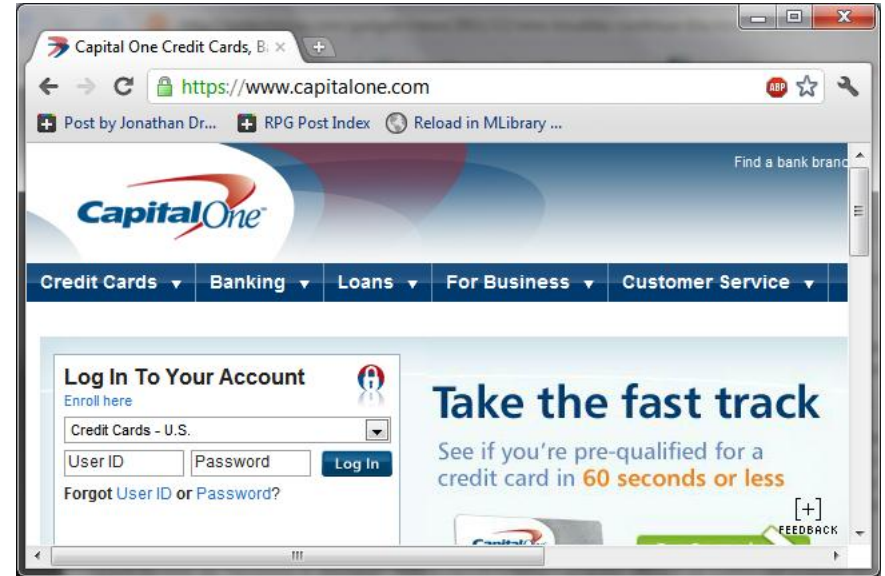 Capital One Credit Cards, B
https://www.capitalone.com
ABP
Post by Jonathan Dr...
RPG Post Index
Reload in MLibrary ...
Find a bank branc
CapitalOne
Credit Cards
Banking
Loans
For Business
Customer Service
Log In To Your Account
Enroll here
Credit Cards - U.S.
User ID
Password
Log In
Forgot User ID or Password?
Take the fast track
See if you're pre-qualified for a
credit card in 60 seconds or less
[+]
FEEDBACK